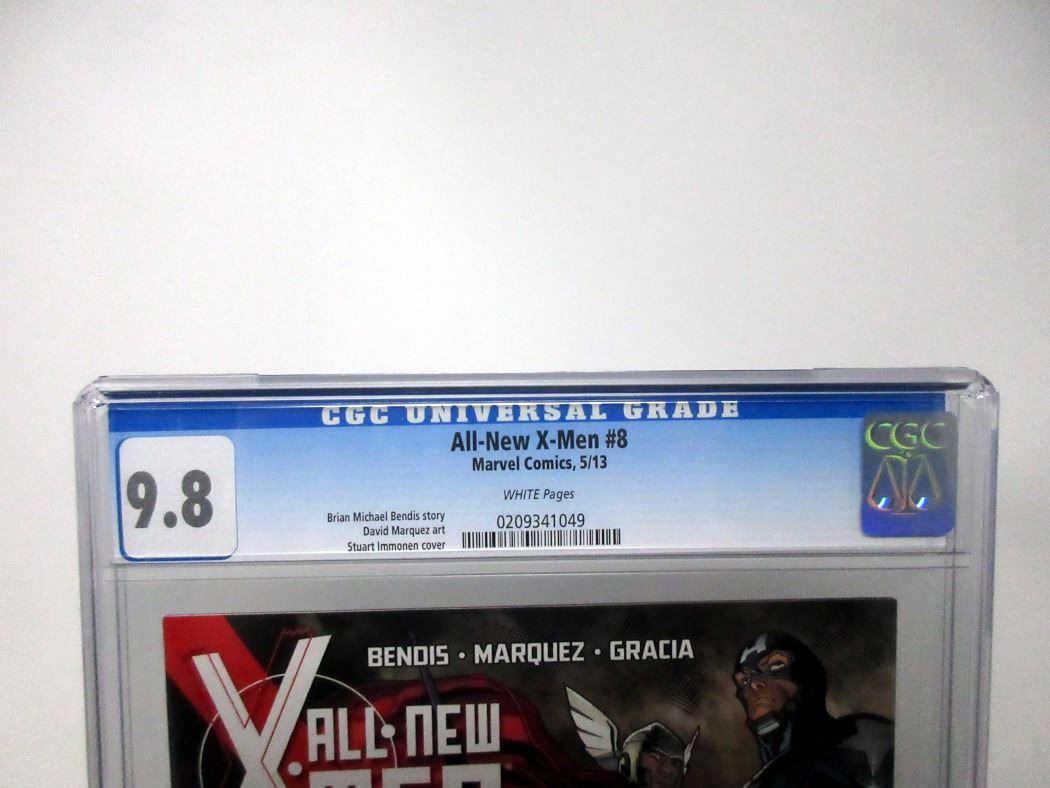 CGC UNIVERSAL GRADE
9.8
All-New X-Men #8
Marvel Comics, 5/13
WHITE Pages
Brian Michael Bendis story
David Marquez art
Stuart Immonen cover
0209341049
CGC
BENDIS • MARQUEZ • GRACIA
X
ALL•NEW
X•MEN